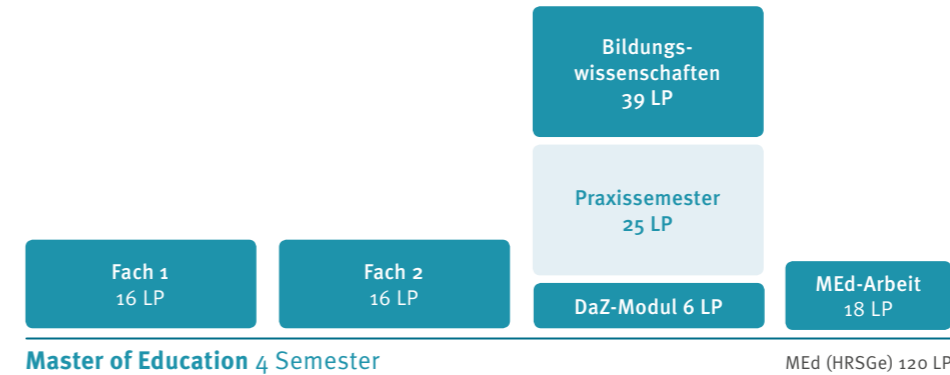 Bildungs-
wissenschaften
39 LP
Praxissemester
25 LP
Fach 1
16 LP
Fach 2
16 LP
DaZ-Modul 6 LP
MEd-Arbeit
18 LP
Master of Education 4 Semester
MEd (HRSGe) 120 LP